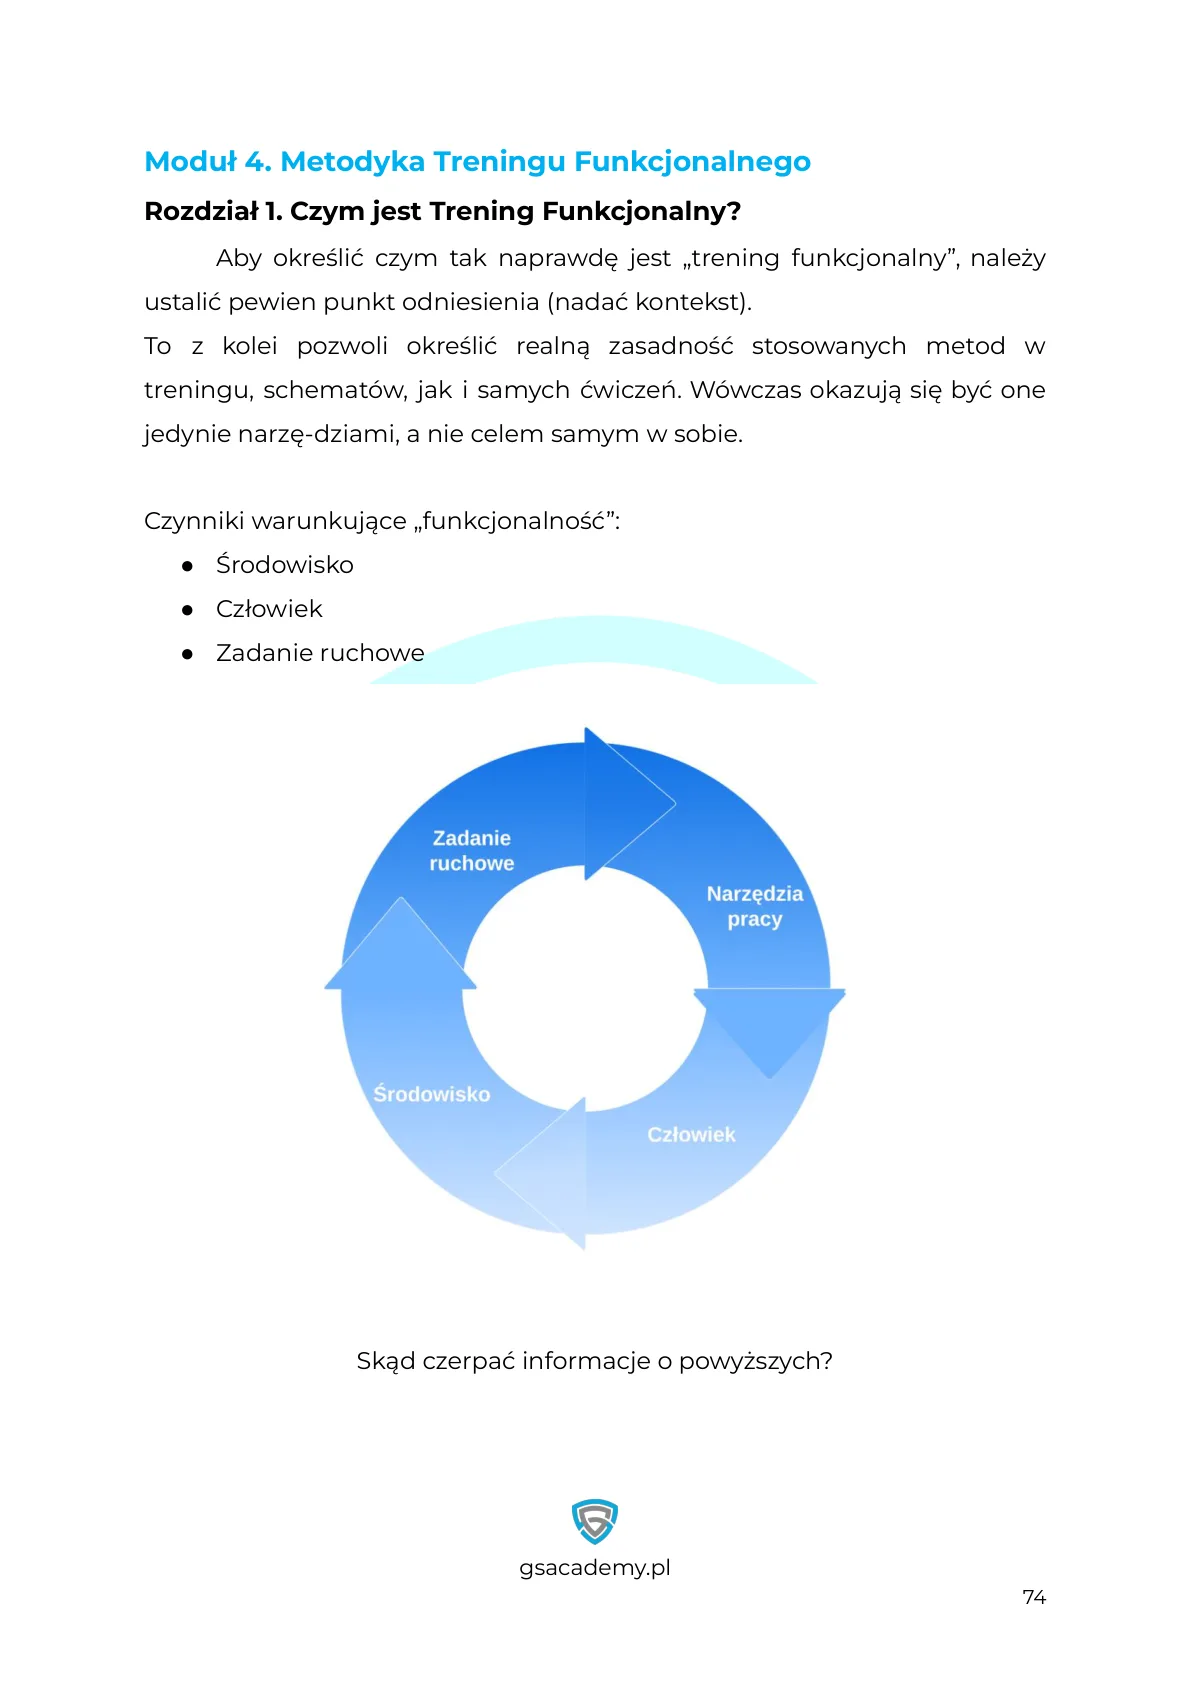 Moduł 4. Metodyka Treningu Funkcjonalnego
Rozdział 1. Czym jest Trening Funkcjonalny?
Aby określić czym tak naprawdę jest „trening funkcjonalny”, należy
ustalić pewien punkt odniesienia (nadać kontekst).
To z kolei pozwoli określić realną zasadność stosowanych metod w
treningu, schematów, jak i samych ćwiczeń. Wówczas okazują się być one
jedynie narzę-dziami, a nie celem samym w sobie.
Czynniki warunkujące „funkcjonalność”:
● Środowisko
● Człowiek
● Zadanie ruchowe
Zadanie
ruchowe
Narzędzia
pracy
Środowisko
Człowiek
Skąd czerpać informacje o powyższych?
gsacademy.pl
74